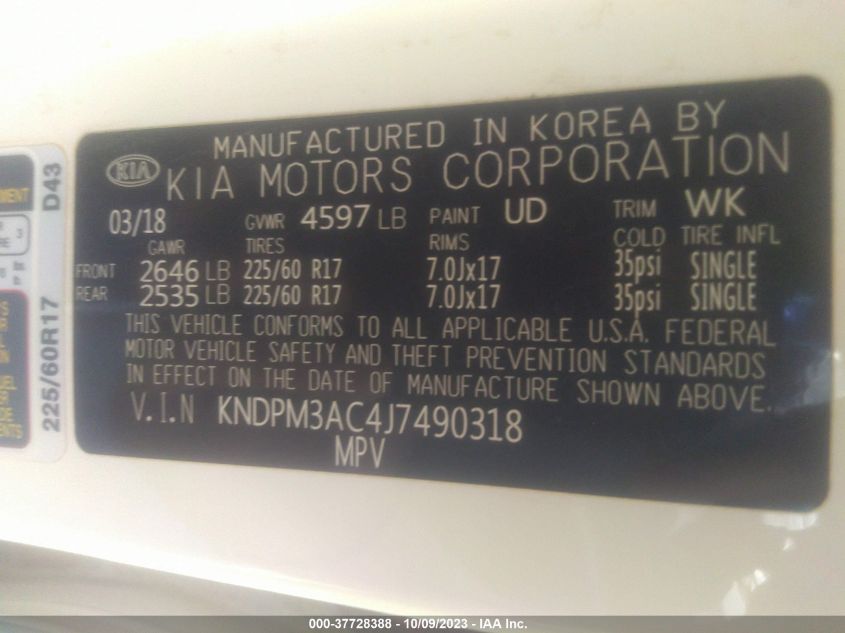 MANUFACTURED IN KOREA BY
KIA KIA MOTORS CORPORATION
03/18 GVWR 4597 LB PAINT UD TRIM WK
GAWR TIRES RIMS COLD TIRE INFL
FRONT 2646 LB 225/60 R17 7.0Jx17 35psi SINGLE
REAR 2535 LB 225/60 R17 7.0Jx17 35psi SINGLE
THIS VEHICLE CONFORMS TO ALL APPLICABLE U.S.A. FEDERAL
MOTOR VEHICLE SAFETY AND THEFT PREVENTION STANDARDS
IN EFFECT ON THE DATE OF MANUFACTURE SHOWN ABOVE.
V.I.N KNDPM3AC4J7490318
MPV
225/60R17 D43
000-37728388 - 10/09/2023 - IAA Inc.